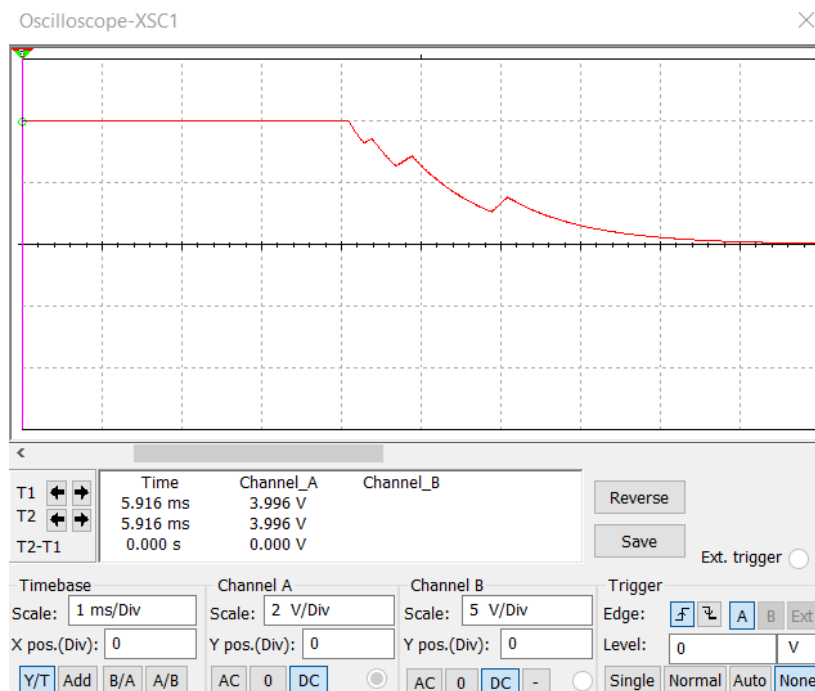 Oscilloscope-XSC1
Time Channel_A Channel_B
T1 5.916 ms 3.996 V
T2 5.916 ms 3.996 V
T2-T1 0.000 s 0.000 V
Reverse
Save
Ext. trigger
Timebase Channel A Channel B Trigger
Scale: 1 ms/Div Scale: 2 V/Div Scale: 5 V/Div Edge: A B Ext
X pos.(Div): 0 Y pos.(Div): 0 Y pos.(Div): 0 Level: 0 V
Y/T Add B/A A/B AC 0 DC AC 0 DC - Single Normal Auto None